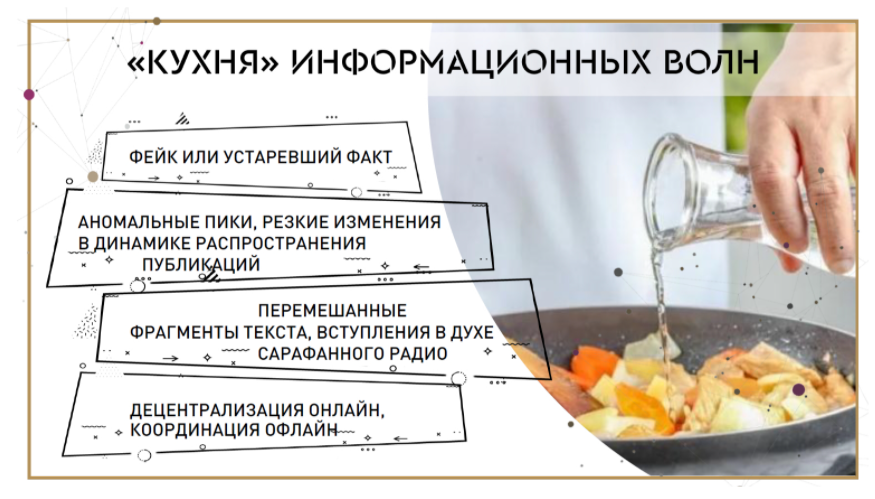 «КУХНЯ» ИНФОРМАЦИОННЫХ ВОЛН
ФЕЙК ИЛИ УСТАРЕВШИЙ ФАКТ
АНОМАЛЬНЫЕ ПИКИ, РЕЗКИЕ ИЗМЕНЕНИЯ
В ДИНАМИКЕ РАСПРОСТРАНЕНИЯ
ПУБЛИКАЦИЙ
ПЕРЕМЕШАННЫЕ
ФРАГМЕНТЫ ТЕКСТА, ВСТУПЛЕНИЯ В ДУХЕ
САРАФАННОГО РАДИО
ДЕЦЕНТРАЛИЗАЦИЯ ОНЛАЙН,
КООРДИНАЦИЯ ОФЛАЙН